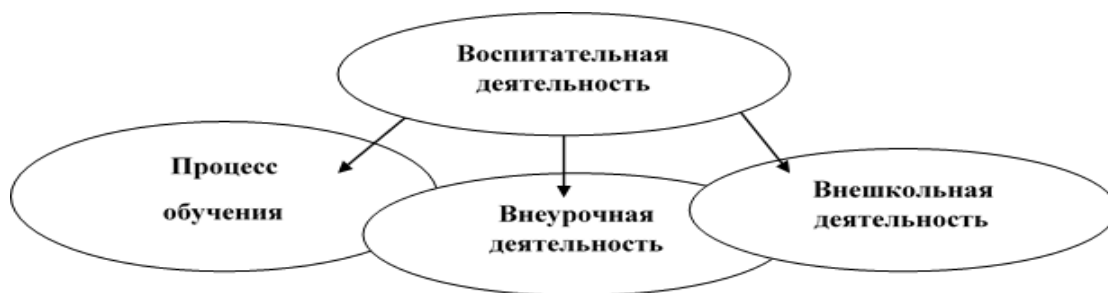 Воспитательная
деятельность
Процесс
обучения
Внеурочная
деятельность
Внешкольная
деятельность